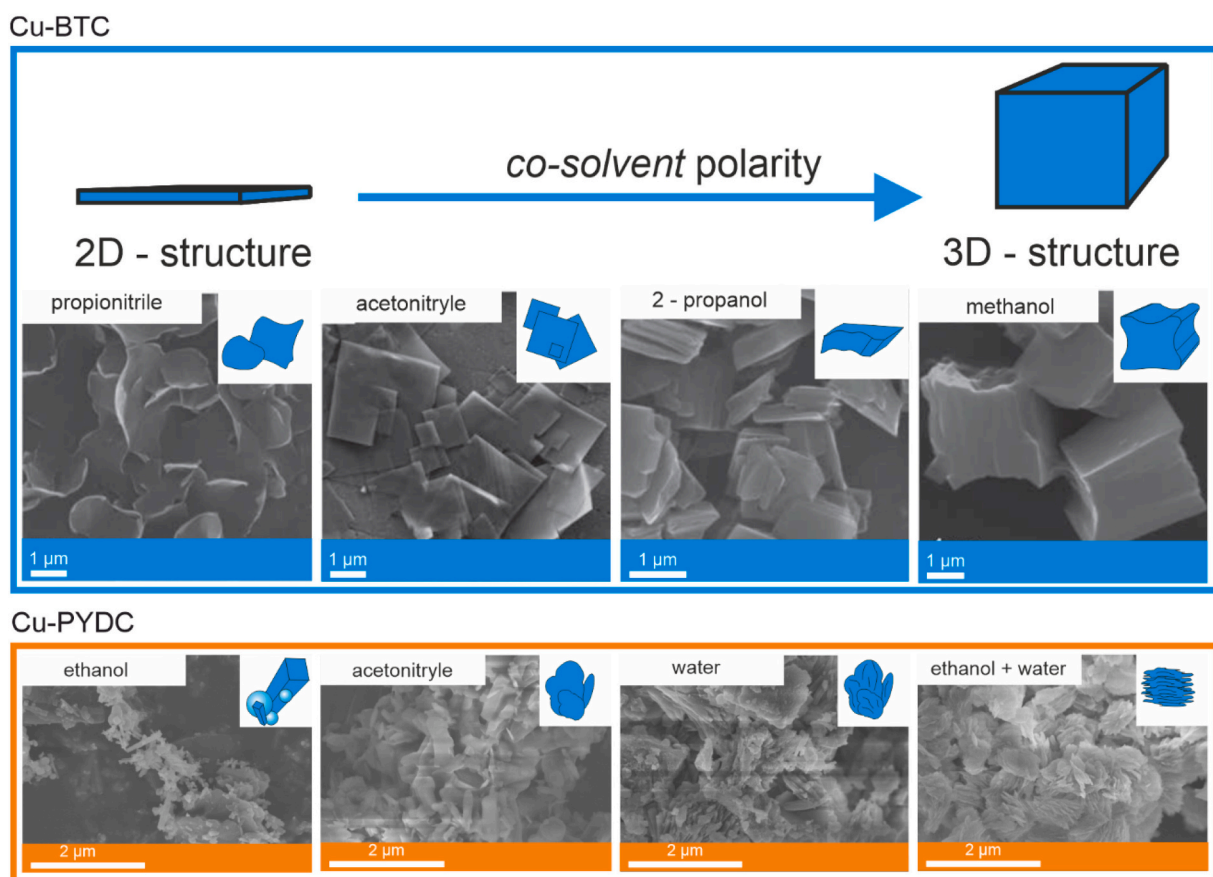 Cu-BTC
co-solvent polarity
2D - structure
3D - structure
propionitrile
acetonitryle
2 - propanol
methanol
1 μm
1 μm
1 μm
1 μm
Cu-PYDC
ethanol
acetonitryle
water
ethanol + water
2 μm
2 μm
2 μm
2 μm